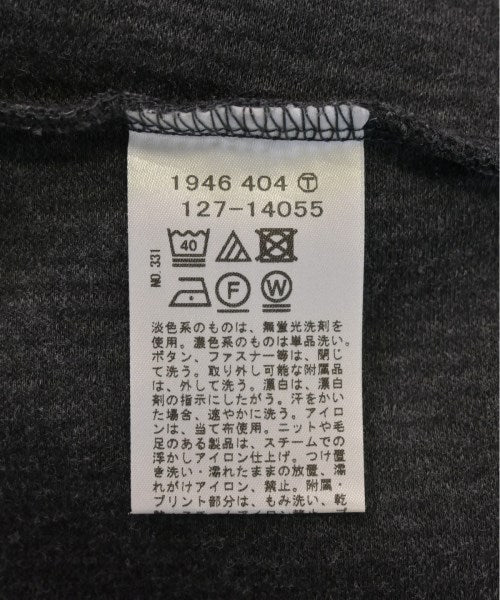 1946 404 Ⓣ
127-14055
NO.331
40
F W
淡色系のものは、無蛍光洗剤を
使用。濃色系のものは単品洗い。
ボタン、ファスナー等は、閉じ
て洗う。取り外し可能な附属品
は、外して洗う。漂白は、漂白
剤の指示にしたがう。汗をかい
た場合、速やかに洗う。アイロ
ンは、当て布使用。ニットや毛
足のある製品は、スチームでの
浮かしアイロン仕上げ。つけ置
き洗い・濡れたままの放置、濡
れがけアイロン、禁止。附属・
プリント部分は、もみ洗い、乾